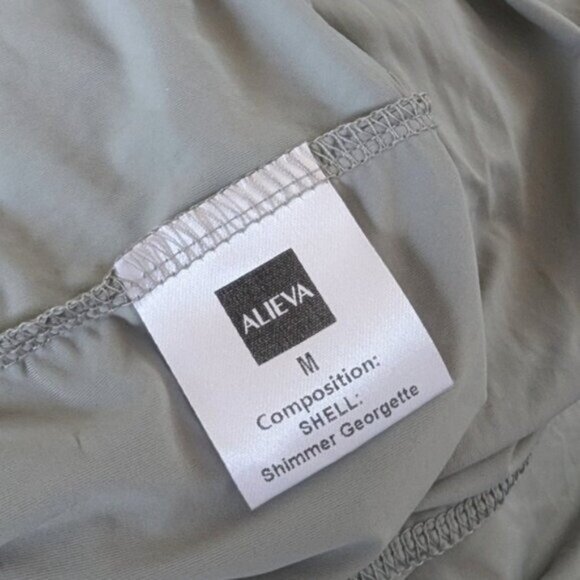 ALIEVA
M
Composition:
SHELL:
Shimmer Georgette